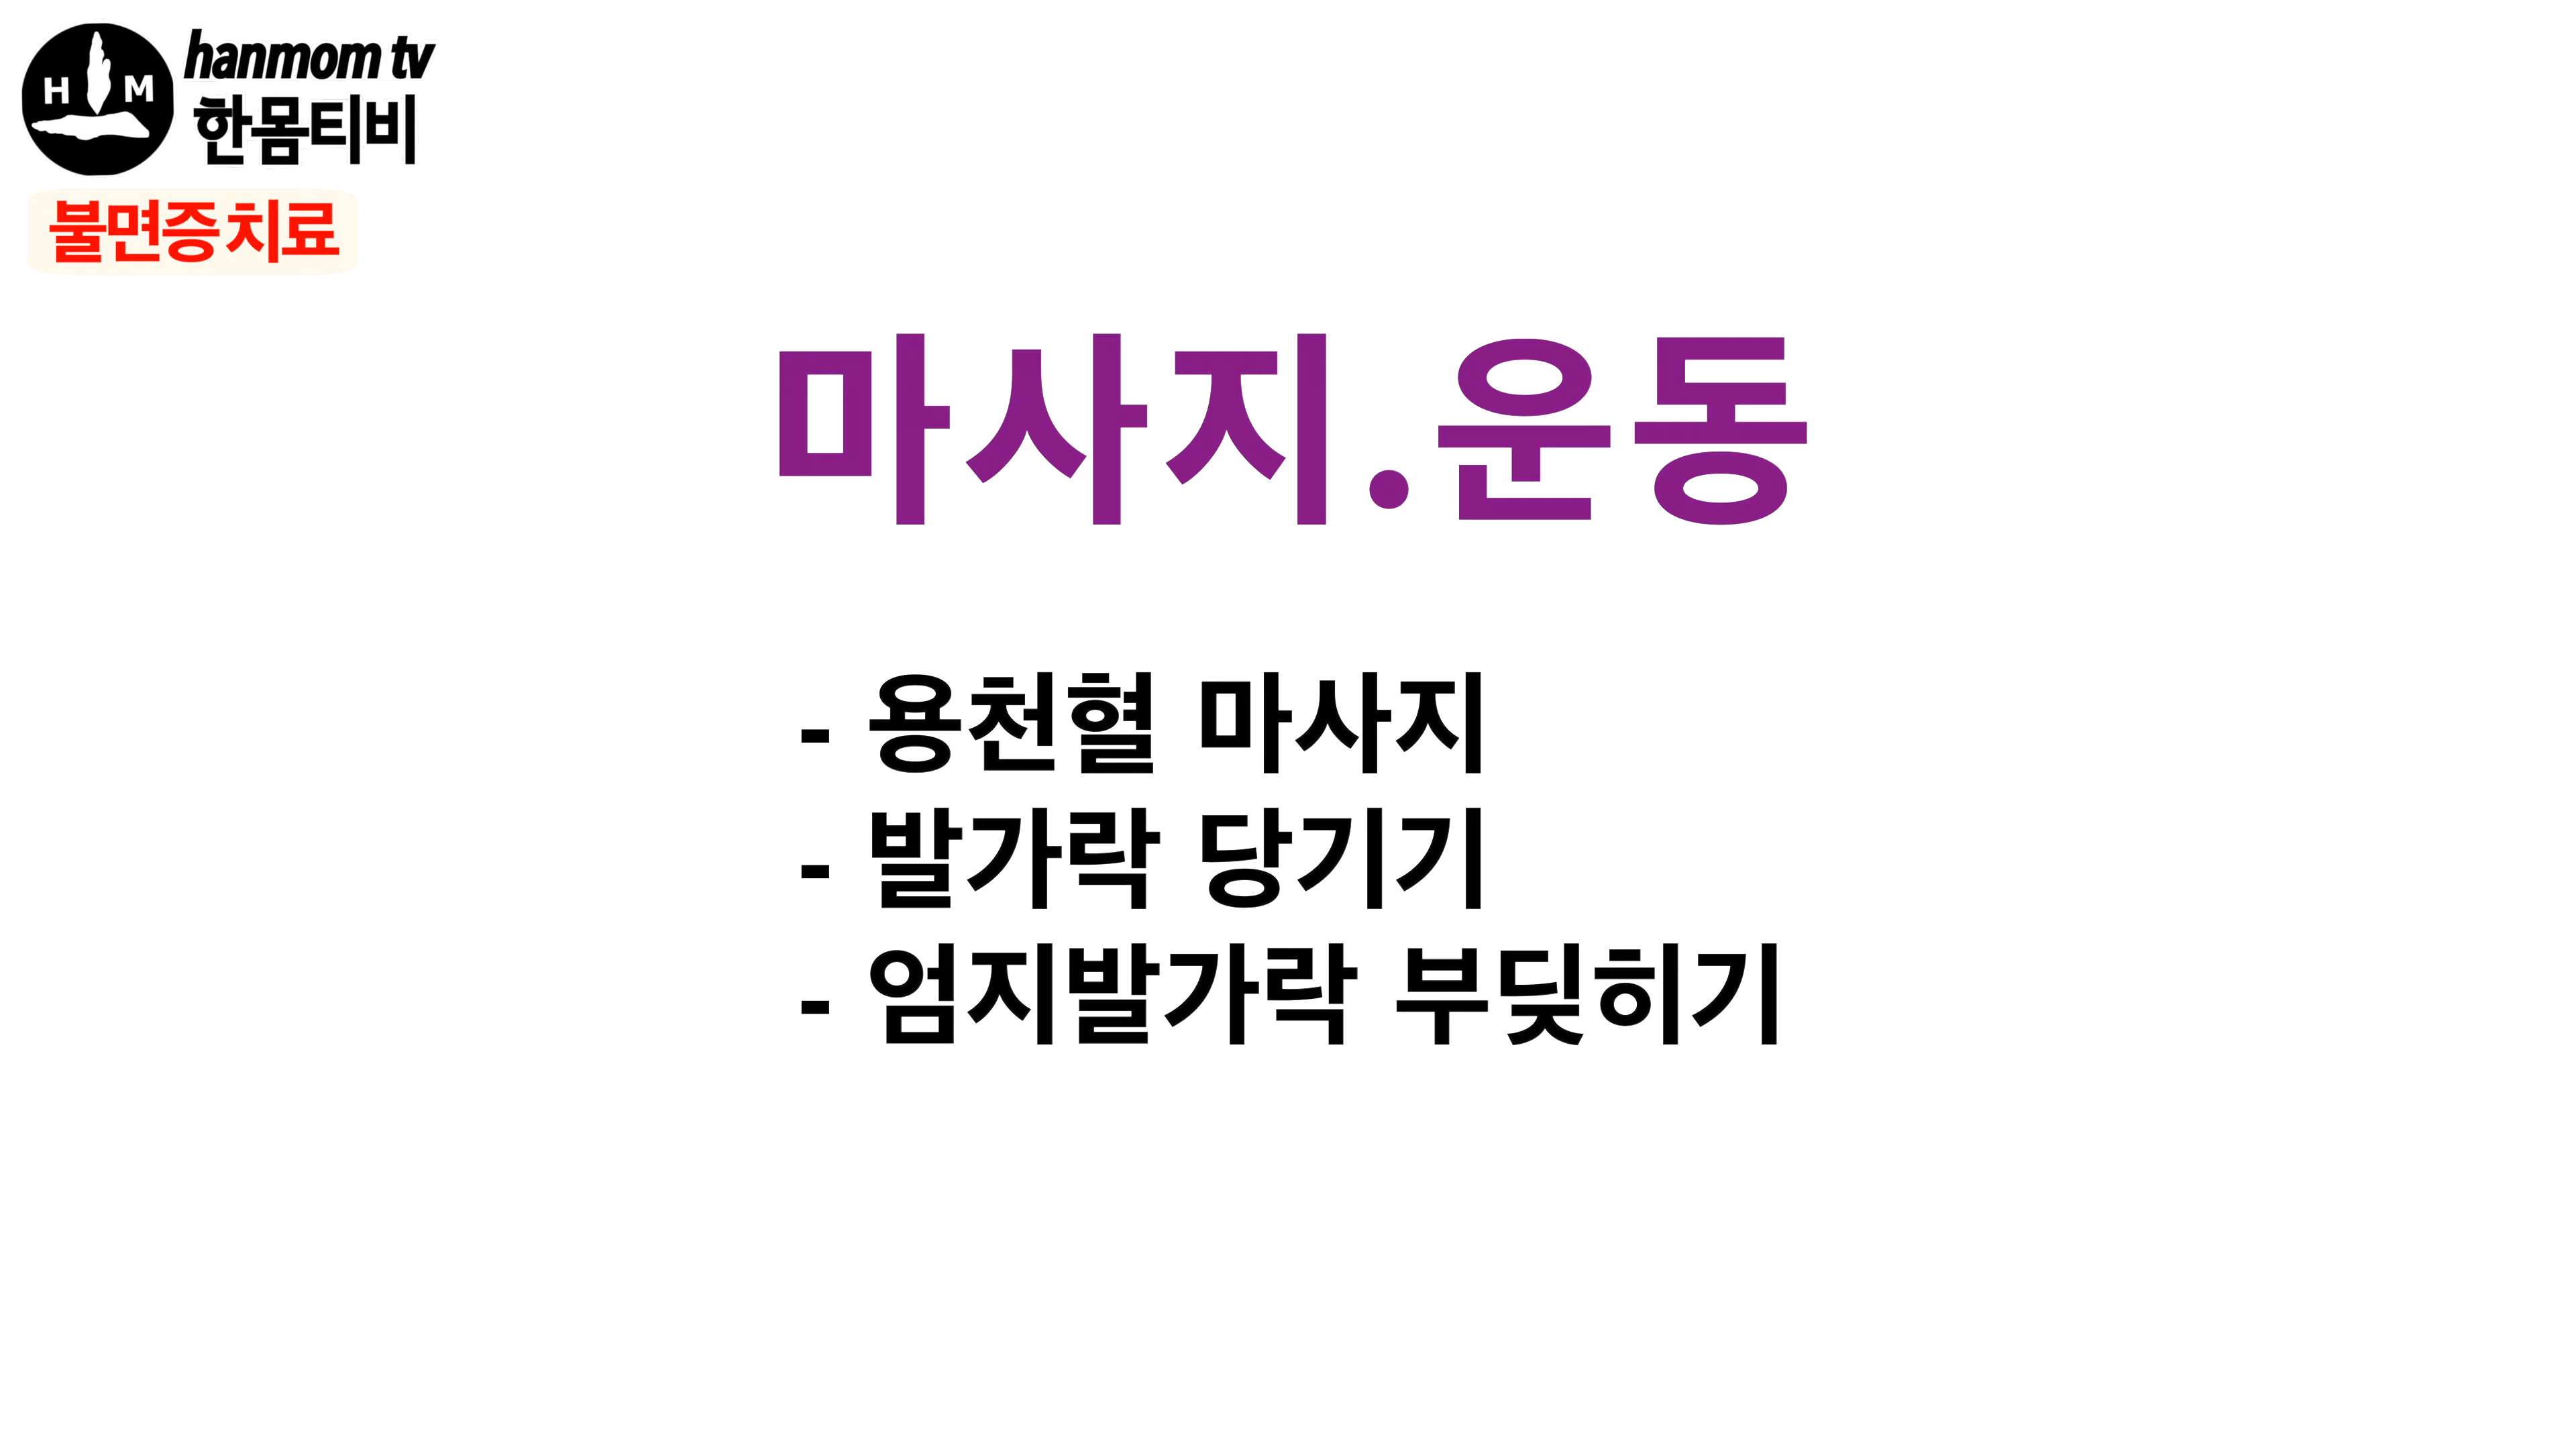 H M
hanmom tv
한몸티비
불면증 치료
마사지.운동
- 용천혈 마사지
- 발가락 당기기
- 엄지발가락 부딪히기